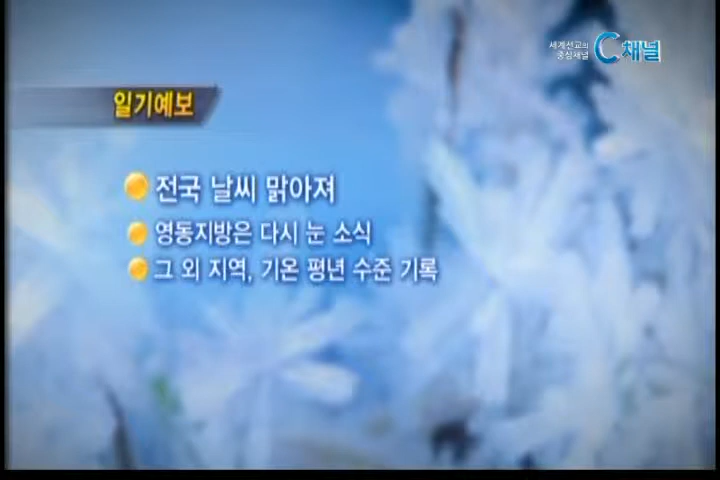 세계선교의
중심채널
C채널
일기예보
전국 날씨 맑아져
영동지방은 다시 눈 소식
그 외 지역, 기온 평년 수준 기록